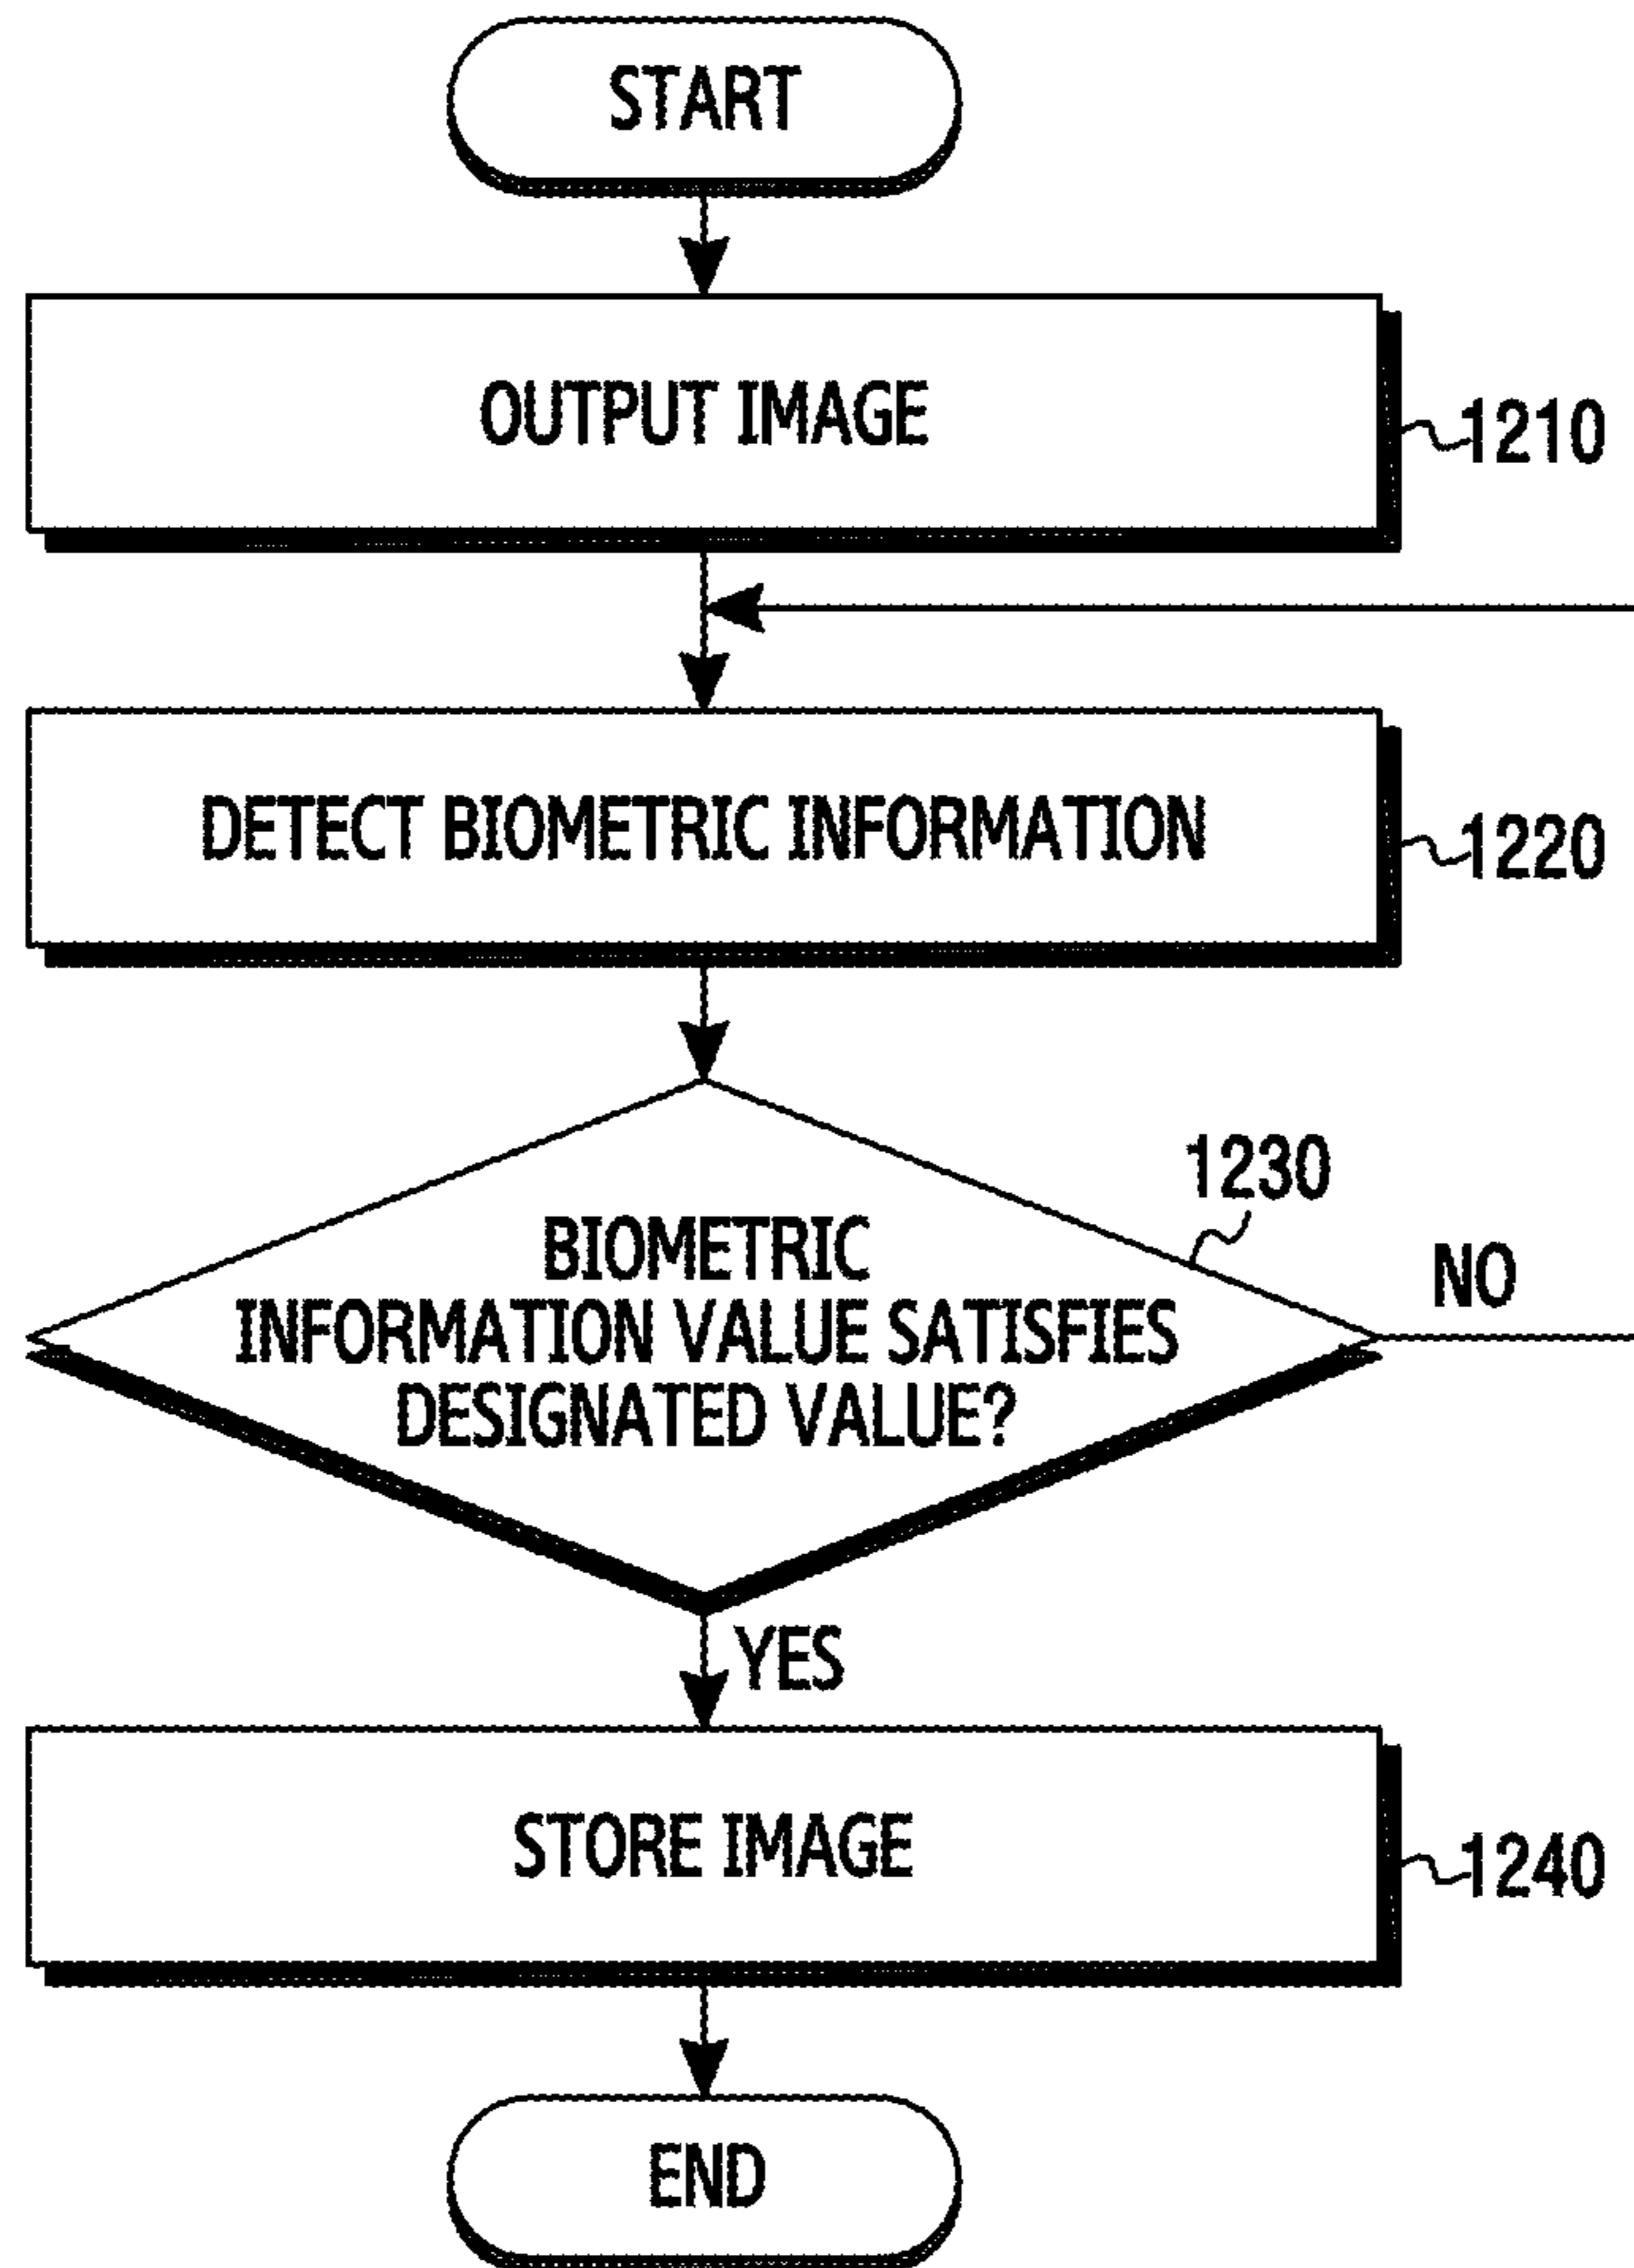 START
OUTPUT IMAGE
1210
DETECT BIOMETRIC INFORMATION
1220
1230
BIOMETRIC
INFORMATION VALUE SATISFIES
DESIGNATED VALUE?
NO
YES
STORE IMAGE
1240
END